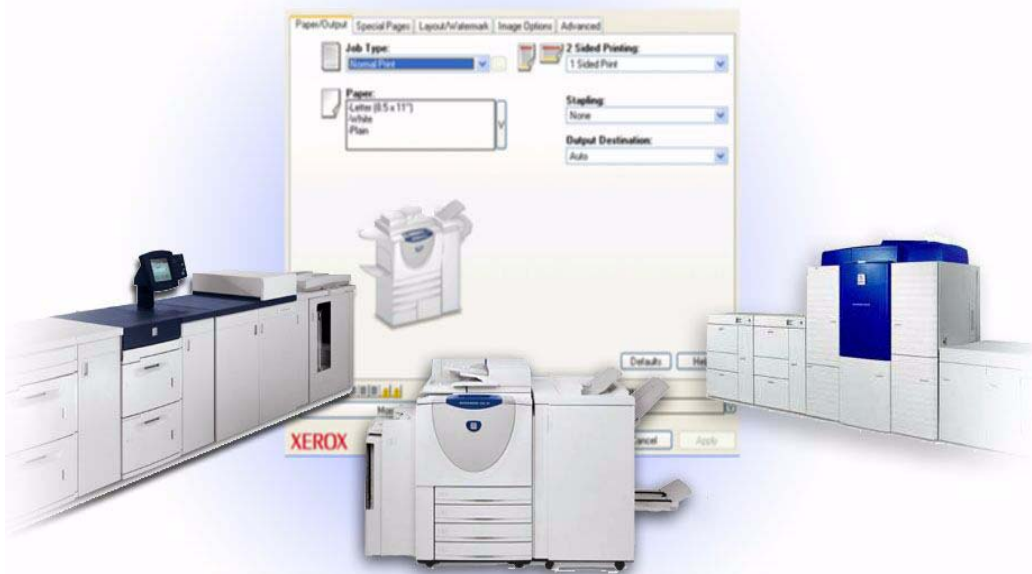 Paper/Output Special Pages Layout/Watermark Image Options Advanced
Job Type:
Normal Print
2 Sided Printing:
1 Sided Print
Paper:
-Letter (8.5 x 11")
-White
-Plain
Stapling:
None
Output Destination:
Auto
Defaults
XEROX
Apply